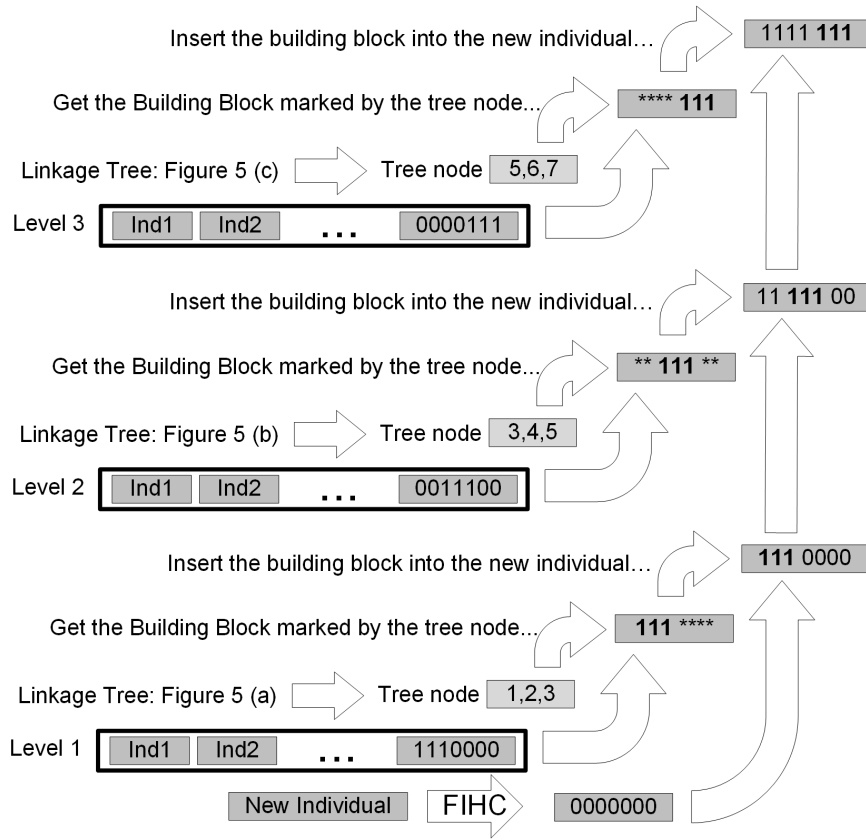 Insert the building block into the new individual… 1111 111
Get the Building Block marked by the tree node... **** 111
Linkage Tree: Figure 5 (c) Tree node 5,6,7
Level 3 Ind1 Ind2 ... 0000111
Insert the building block into the new individual… 11 111 00
Get the Building Block marked by the tree node... ** 111 **
Linkage Tree: Figure 5 (b) Tree node 3,4,5
Level 2 Ind1 Ind2 ... 0011100
Insert the building block into the new individual… 111 0000
Get the Building Block marked by the tree node... 111 ****
Linkage Tree: Figure 5 (a) Tree node 1,2,3
Level 1 Ind1 Ind2 ... 1110000
New Individual FIHC 0000000